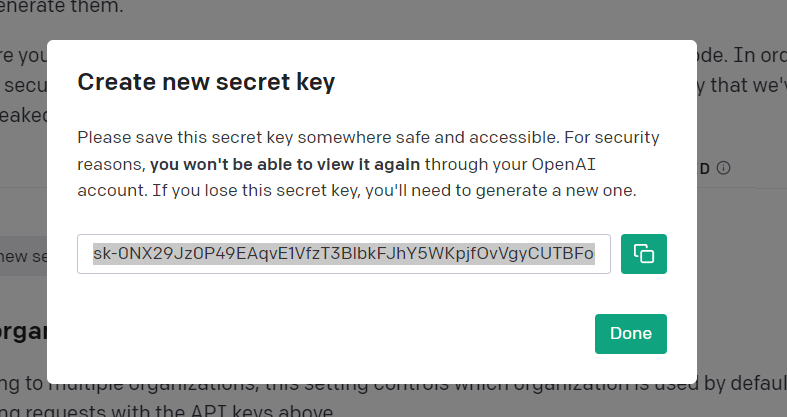 enerate them.
re you
ode. In ord
secu
y that we'
eaked
Create new secret key
Please save this secret key somewhere safe and accessible. For security
reasons, you won't be able to view it again through your OpenAI
account. If you lose this secret key, you'll need to generate a new one.
D
sk-0NX29Jz0P49EAqvE1VfzT3BlbkFJhY5WKpjfOvVgyCUTBFo
new se
Done
organ
ng to multiple organizations, this setting controls which organization is used by defaul
ng requests with the API keys above